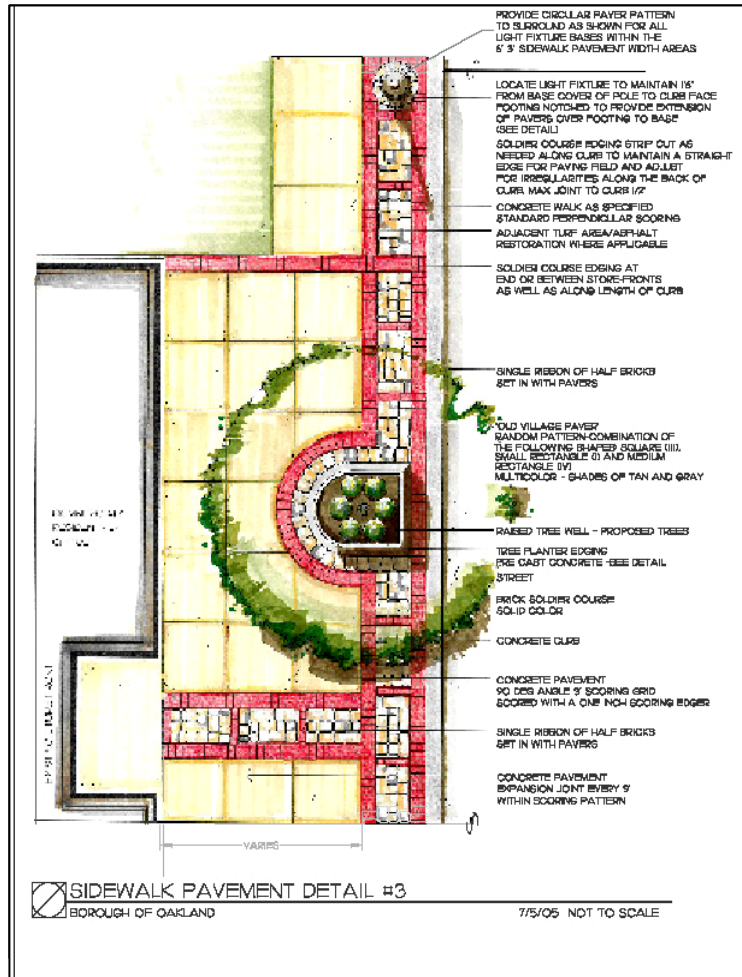 PROVIDE CIRCULAR PAVER PATTERN
TO SURROUND AS SHOWN FOR ALL
LIGHT FIXTURE BASES WITHIN THE
6' 3" SIDEWALK PAVEMENT WIDTH AREAS
LOCATE LIGHT FIXTURE TO MAINTAIN 18"
FROM BASE COVER OF POLE TO CURB FACE
FOOTING NOTCHED TO PROVIDE EXTENSION
OF PAVERS OVER FOOTING TO BASE
(SEE DETAIL)
SOLDIER COURSE EDGING STRIP CUT AS
NEEDED ALONG CURB TO MAINTAIN A STRAIGHT
EDGE FOR PAVING FIELD AND ADJUST
FOR IRREGULARITIES ALONG THE BACK OF
CURB. MAX JOINT TO CURB 1/2"
CONCRETE WALK AS SPECIFIED
STANDARD PERPENDICULAR SCORING
ADJACENT TURF AREA/ASPHALT
RESTORATION WHERE APPLICABLE
SOLDIER COURSE EDGING AT
END OR BETWEEN STORE-FRONTS
AS WELL AS ALONG LENGTH OF CURB
SINGLE RIBBON OF HALF BRICKS
SET IN WITH PAVERS
"OLD VILLAGE PAVER"
RANDOM PATTERN-COMBINATION OF
THE FOLLOWING SHAPES: SQUARE (III),
SMALL RECTANGLE (I) AND MEDIUM
RECTANGLE (IV)
MULTICOLOR - SHADES OF TAN AND GRAY
RAISED TREE WELL - PROPOSED TREES
TREE PLANTER EDGING
PRE CAST CONCRETE -SEE DETAIL
STREET
BRICK SOLDIER COURSE
SOLID COLOR
CONCRETE CURB
CONCRETE PAVEMENT
90 DEG ANGLE 3' SCORING GRID
SCORED WITH A ONE INCH SCORING EDGER
SINGLE RIBBON OF HALF BRICKS
SET IN WITH PAVERS
CONCRETE PAVEMENT
EXPANSION JOINT EVERY 9'
WITHIN SCORING PATTERN
VARIES
SIDEWALK PAVEMENT DETAIL #3
BOROUGH OF OAKLAND
7/5/05 NOT TO SCALE